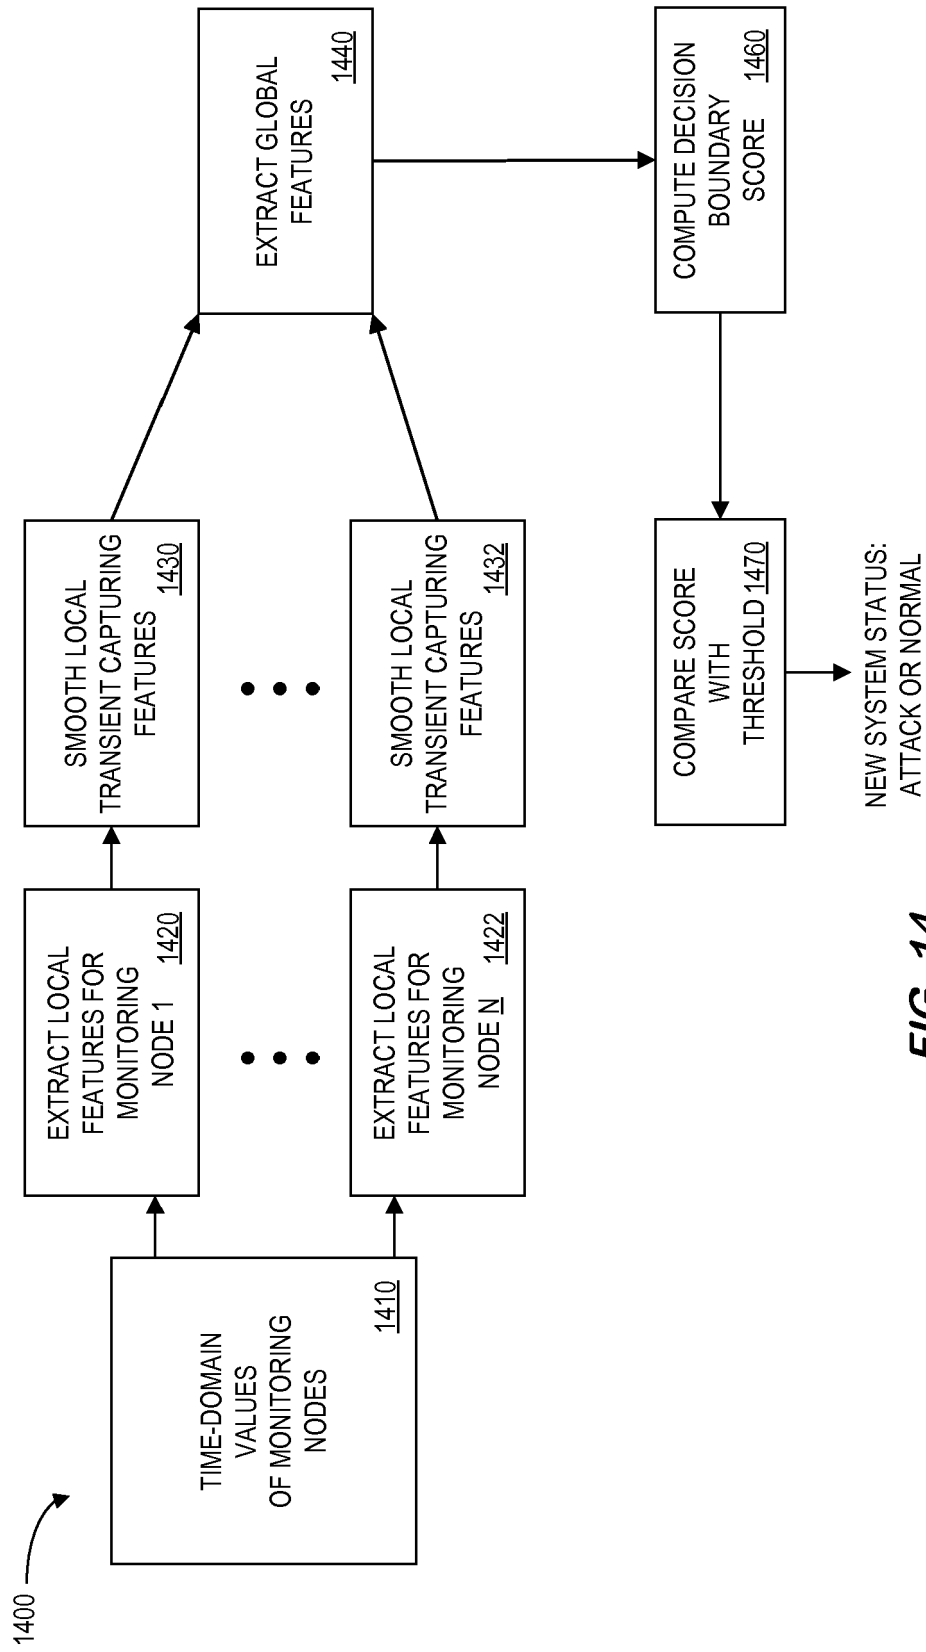 1400
TIME-DOMAIN
VALUES
OF MONITORING
NODES
1410
EXTRACT LOCAL
FEATURES FOR
MONITORING
NODE 1
1420
EXTRACT LOCAL
FEATURES FOR
MONITORING
NODE N
1422
SMOOTH LOCAL
TRANSIENT CAPTURING
FEATURES
1430
SMOOTH LOCAL
TRANSIENT CAPTURING
FEATURES
1432
EXTRACT GLOBAL
FEATURES
1440
COMPUTE DECISION
BOUNDARY
SCORE
1460
COMPARE SCORE
WITH
THRESHOLD 1470
NEW SYSTEM STATUS:
ATTACK OR NORMAL
FIG. 14